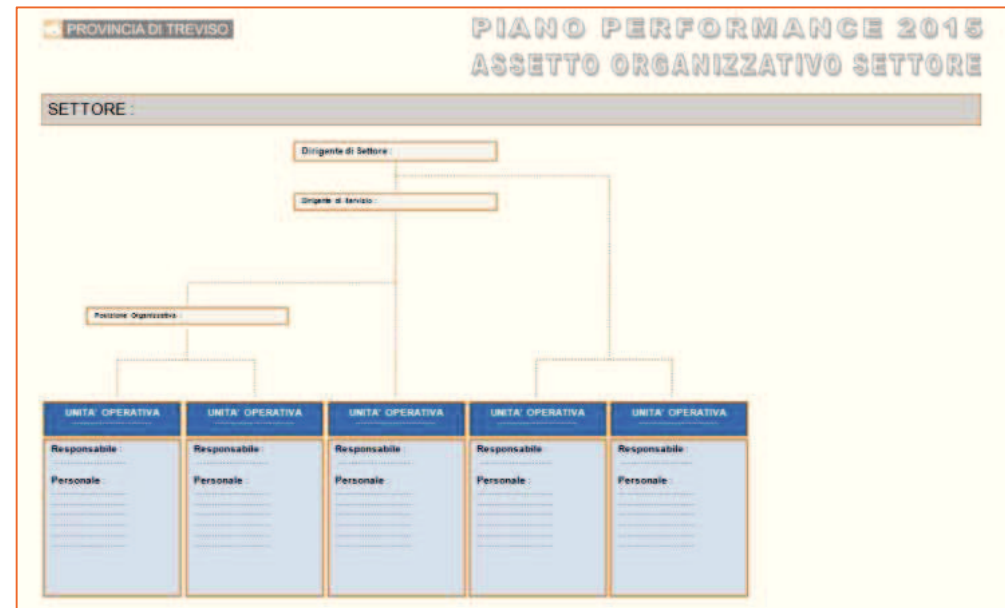 PROVINCIA DI TREVISO
PIANO PERFORMANCE 2015
ASSETTO ORGANIZZATIVO SETTORE
SETTORE :
Dirigente di Settore :
Dirigente di Servizio :
Posizione Organizzativa :
UNITA' OPERATIVA UNITA' OPERATIVA UNITA' OPERATIVA UNITA' OPERATIVA UNITA' OPERATIVA
Responsabile : Responsabile : Responsabile : Responsabile : Responsabile :
Personale : Personale : Personale : Personale : Personale :